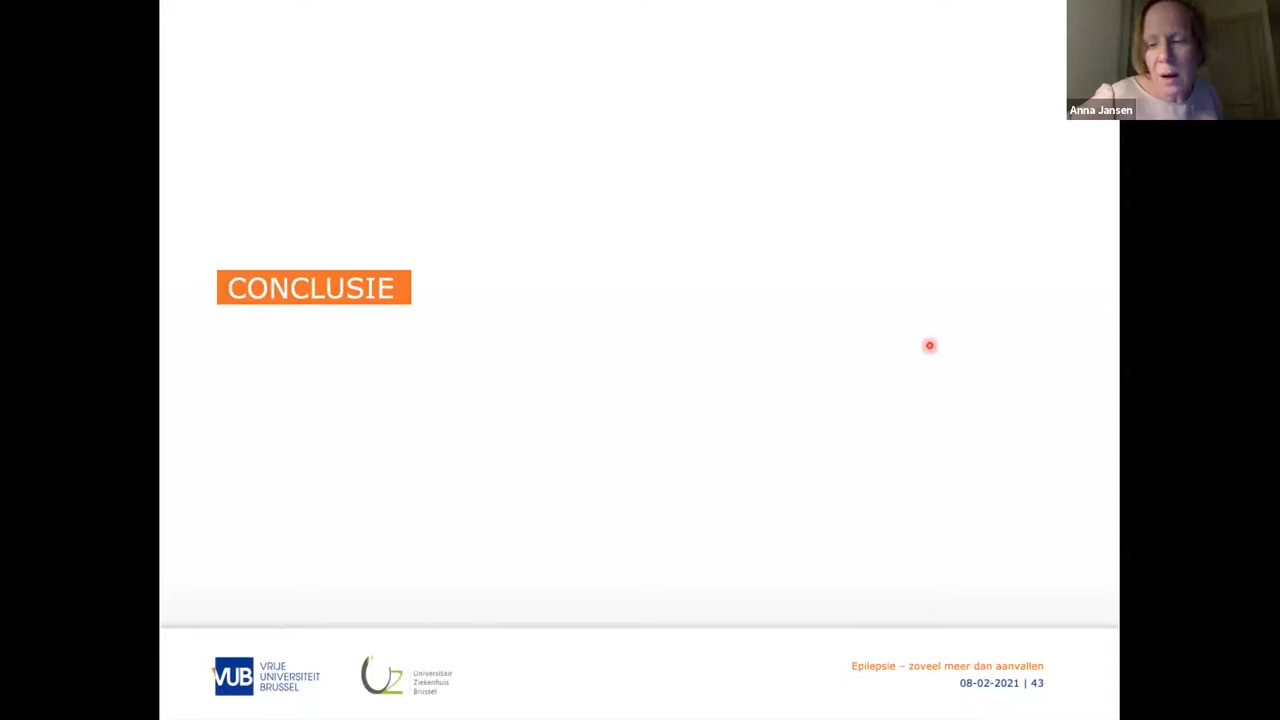 Anna Jansen
CONCLUSIE
VUB
VRIJE
UNIVERSITEIT
BRUSSEL
UZ
Universitair
Ziekenhuis
Brussel
Epilepsie – zoveel meer dan aanvallen
08-02-2021 | 43